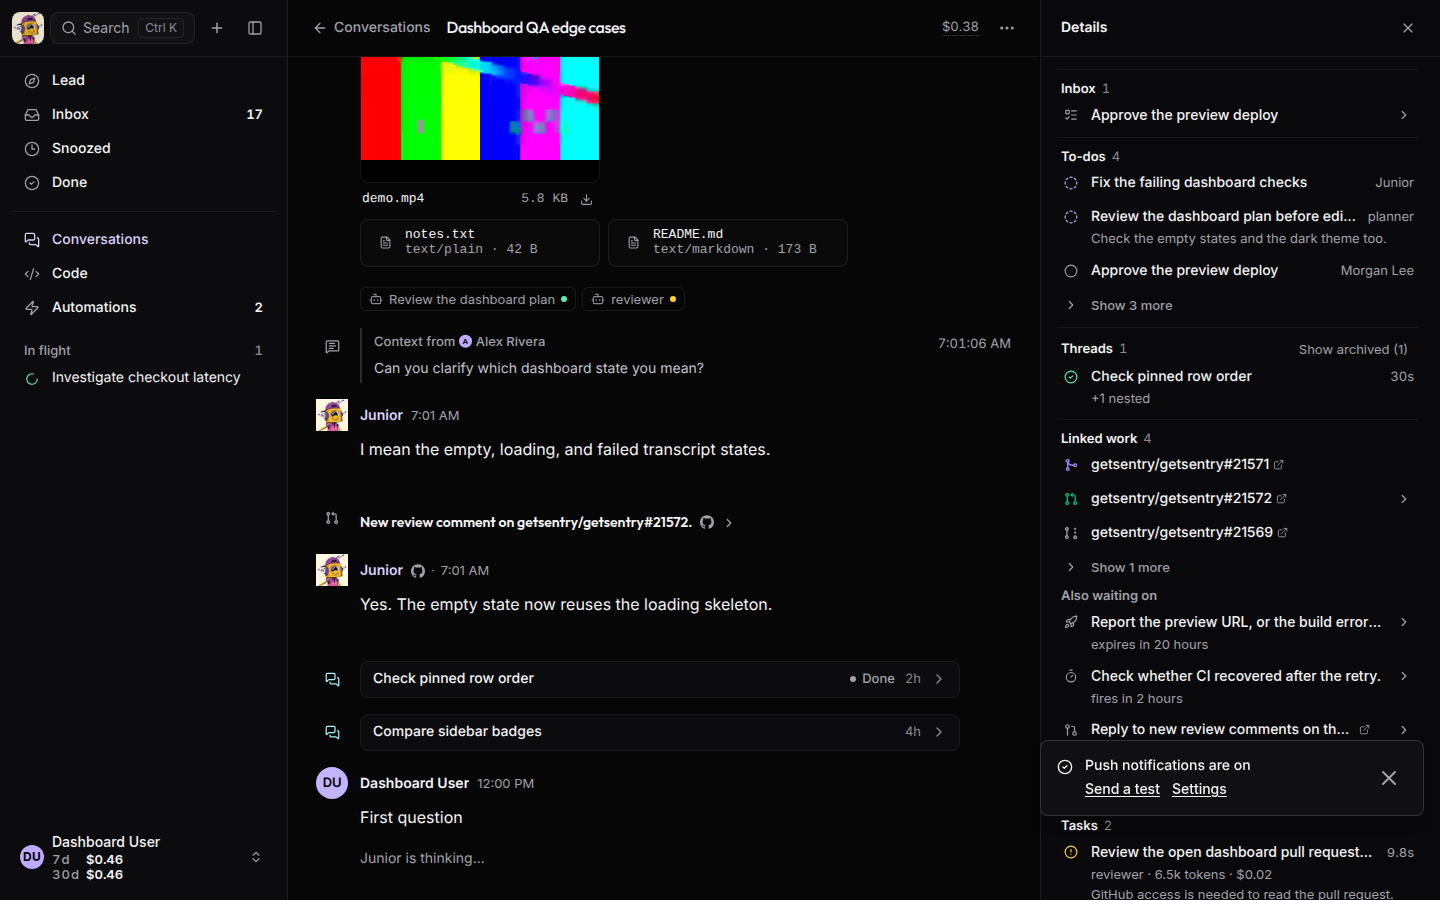 Search Ctrl K
Lead
Inbox 17
Snoozed
Done
Conversations
Code
Automations 2
In flight 1
Investigate checkout latency
DU
Dashboard User
7d $0.46
30d $0.46
Conversations Dashboard QA edge cases $0.38
demo.mp4 5.8 KB
notes.txt
text/plain · 42 B
README.md
text/markdown · 173 B
Review the dashboard plan
reviewer
Context from A Alex Rivera 7:01:06 AM
Can you clarify which dashboard state you mean?
Junior 7:01 AM
I mean the empty, loading, and failed transcript states.
New review comment on getsentry/getsentry#21572.
Junior · 7:01 AM
Yes. The empty state now reuses the loading skeleton.
Check pinned row order Done 2h
Compare sidebar badges 4h
DU Dashboard User 12:00 PM
First question
Junior is thinking...
Details
Inbox 1
Approve the preview deploy
To-dos 4
Fix the failing dashboard checks Junior
Review the dashboard plan before edi... planner
Check the empty states and the dark theme too.
Approve the preview deploy Morgan Lee
Show 3 more
Threads 1 Show archived (1)
Check pinned row order 30s
+1 nested
Linked work 4
getsentry/getsentry#21571
getsentry/getsentry#21572
getsentry/getsentry#21569
Show 1 more
Also waiting on
Report the preview URL, or the build error...
expires in 20 hours
Check whether CI recovered after the retry.
fires in 2 hours
Reply to new review comments on th...
Push notifications are on
Send a test Settings
Tasks 2
Review the open dashboard pull request... 9.8s
reviewer · 6.5k tokens · $0.02
GitHub access is needed to read the pull request.